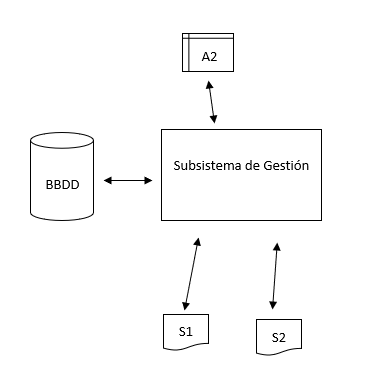 A2
Subsistema de Gestión
BBDD
S1
S2